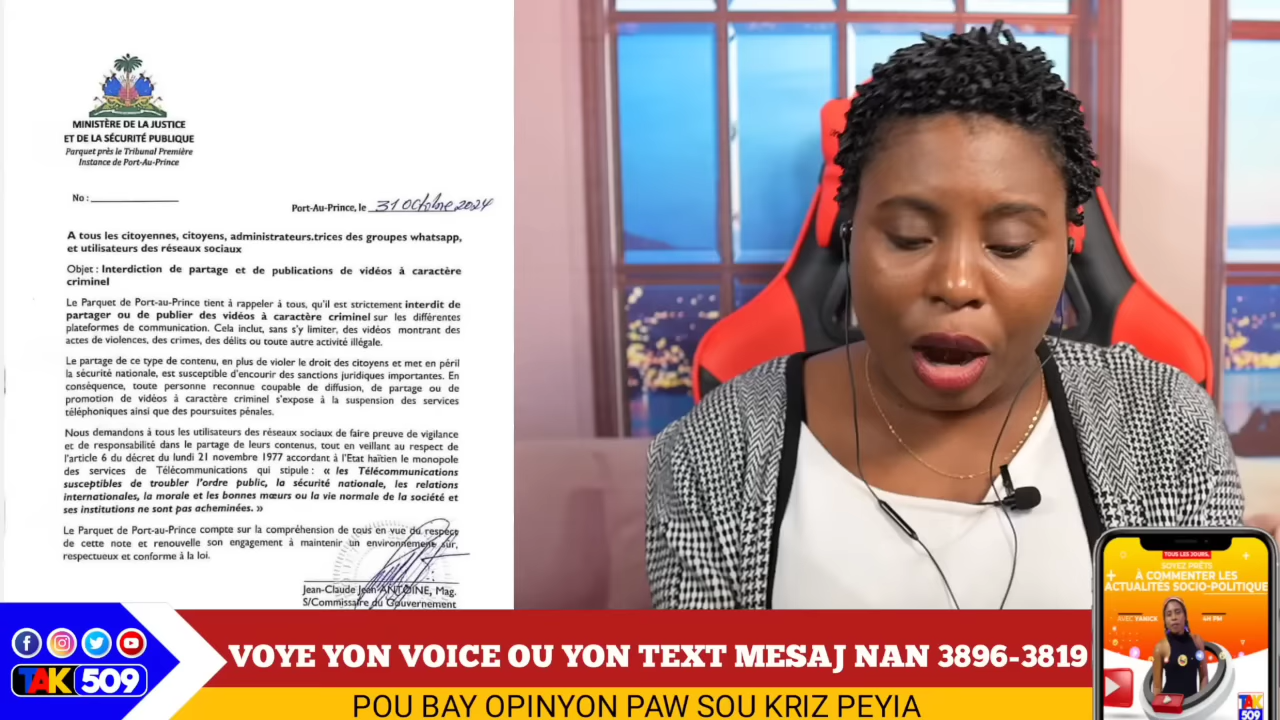 MINISTÈRE DE LA JUSTICE
ET DE LA SÉCURITÉ PUBLIQUE
Parquet près le Tribunal Première
Instance de Port-Au-Prince
No :
Port-Au-Prince, le 31 Octobre 2024
A tous les citoyennes, citoyens, administrateurs.trices des groupes whatsapp,
et utilisateurs des réseaux sociaux
Objet : Interdiction de partage et de publications de vidéos à caractère
criminel
Le Parquet de Port-au-Prince tient à rappeler à tous, qu'il est strictement interdit de
partager ou de publier des vidéos à caractère criminel sur les différentes
plateformes de communication. Cela inclut, sans s'y limiter, des vidéos montrant des
actes de violences, des crimes, des délits ou toute autre activité illégale.
Le partage de ce type de contenu, en plus de violer le droit des citoyens et met en péril
la sécurité nationale, est susceptible d'encourir des sanctions juridiques importantes. En
conséquence, toute personne reconnue coupable de diffusion, de partage ou de
promotion de vidéos à caractère criminel s'expose à la suspension des services
téléphoniques ainsi que des poursuites pénales.
Nous demandons à tous les utilisateurs des réseaux sociaux de faire preuve de vigilance
et de responsabilité dans le partage de leurs contenus, tout en veillant au respect de
l'article 6 du décret du lundi 21 novembre 1977 accordant à l'Etat haïtien le monopole
des services de Télécommunications qui stipule : « les Télécommunications
susceptibles de troubler l'ordre public, la sécurité nationale, les relations
internationales, la morale et les bonnes mœurs ou la vie normale de la société et
ses institutions ne sont pas acheminées. »
Le Parquet de Port-au-Prince compte sur la compréhension de tous en vue du respect
de cette note et renouvelle son engagement à maintenir un environnement sûr,
respectueux et conforme à la loi.
Jean-Claude Jean ANTOINE, Mag.
S/Commissaire du Gouvernement
TOUS LES JOURS,
SOYEZ PRÊTS
À COMMENTER LES
ACTUALITÉS SOCIO-POLITIQUE
AVEC YANICK
4H PM
TAK 509
TAK 509
VOYE YON VOICE OU YON TEXT MESAJ NAN 3896-3819
POU BAY OPINYON PAW SOU KRIZ PEYIA